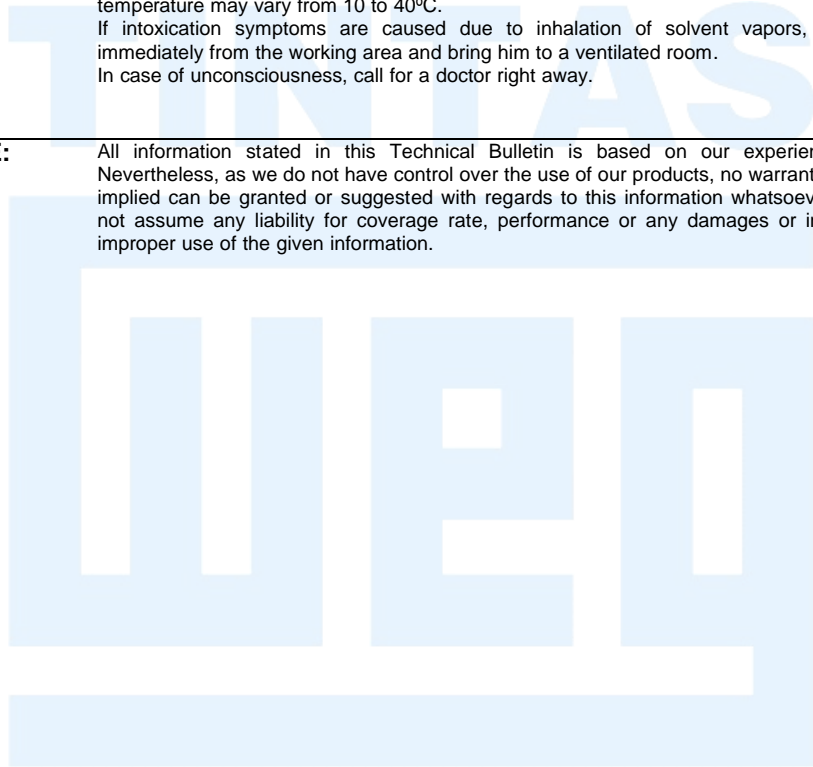 TINTAS
temperature may vary from 10 to 40ºC.
If intoxication symptoms are caused due to inhalation of solvent vapors,
immediately from the working area and bring him to a ventilated room.
In case of unconsciousness, call for a doctor right away.
: All information stated in this Technical Bulletin is based on our
Nevertheless, as we do not have control over the use of our products, no
implied can be granted or suggested with regards to this information
not assume any liability for coverage rate, performance or any damages or
improper use of the given information.
weg